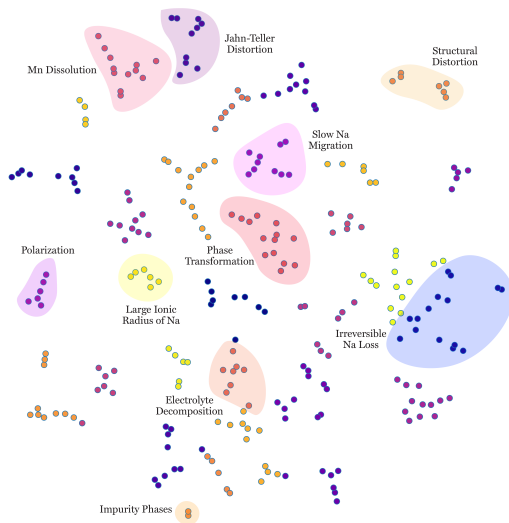 Jahn-Teller
Distortion
Structural
Distortion
Mn Dissolution
Slow Na
Migration
Polarization
Phase
Transformation
Large Ionic
Radius of Na
Irreversible
Na Loss
Electrolyte
Decomposition
Impurity Phases